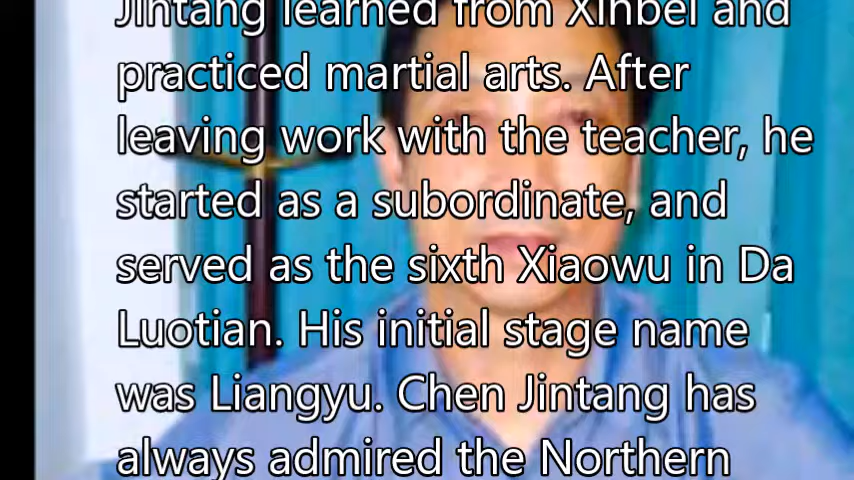 Jintang learned from Xinbei and
practiced martial arts. After
leaving work with the teacher, he
started as a subordinate, and
served as the sixth Xiaowu in Da
Luotian. His initial stage name
was Liangyu. Chen Jintang has
always admired the Northern